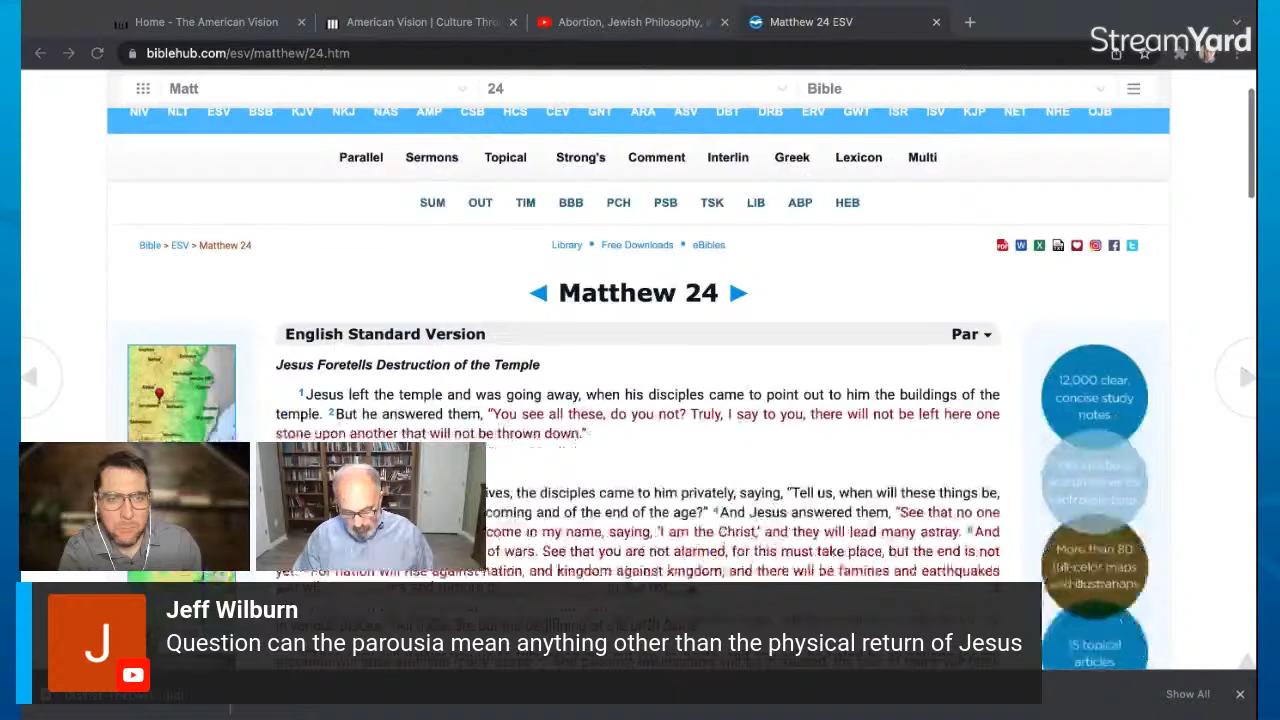 Home - The American Vision
American Vision | Culture Thro
Abortion, Jewish Philosophy,
Matthew 24 ESV
StreamYard
biblehub.com/esv/matthew/24.htm
Matt 24 Bible
NIV NLT ESV BSB KJV NKJ NAS AMP CSB HCS CEV GNT ARA ASV DBT DRB ERV GWT ISR ISV KJP NET NHE OJB
Parallel Sermons Topical Strong's Comment Interlin Greek Lexicon Multi
SUM OUT TIM BBB PCH PSB TSK LIB ABP HEB
Bible > ESV > Matthew 24
Library • Free Downloads • eBibles
◄ Matthew 24 ►
English Standard Version Par
Jesus Foretells Destruction of the Temple
1Jesus left the temple and was going away, when his disciples came to point out to him the buildings of the
temple. 2But he answered them, “You see all these, do you not? Truly, I say to you, there will not be left here one
stone upon another that will not be thrown down.”
ives, the disciples came to him privately, saying, “Tell us, when will these things be,
coming and of the end of the age?” 4And Jesus answered them, “See that no one
come in my name, saying, ‘I am the Christ,’ and they will lead many astray. 6And
of wars. See that you are not alarmed, for this must take place, but the end is not
yet. 7For nation will rise against nation, and kingdom against kingdom, and there will be famines and earthquakes
12,000 clear,
concise study
notes
More than 80
full-color maps
and illustrations
15 topical
articles
J
Jeff Wilburn
Question can the parousia mean anything other than the physical return of Jesus
Show All